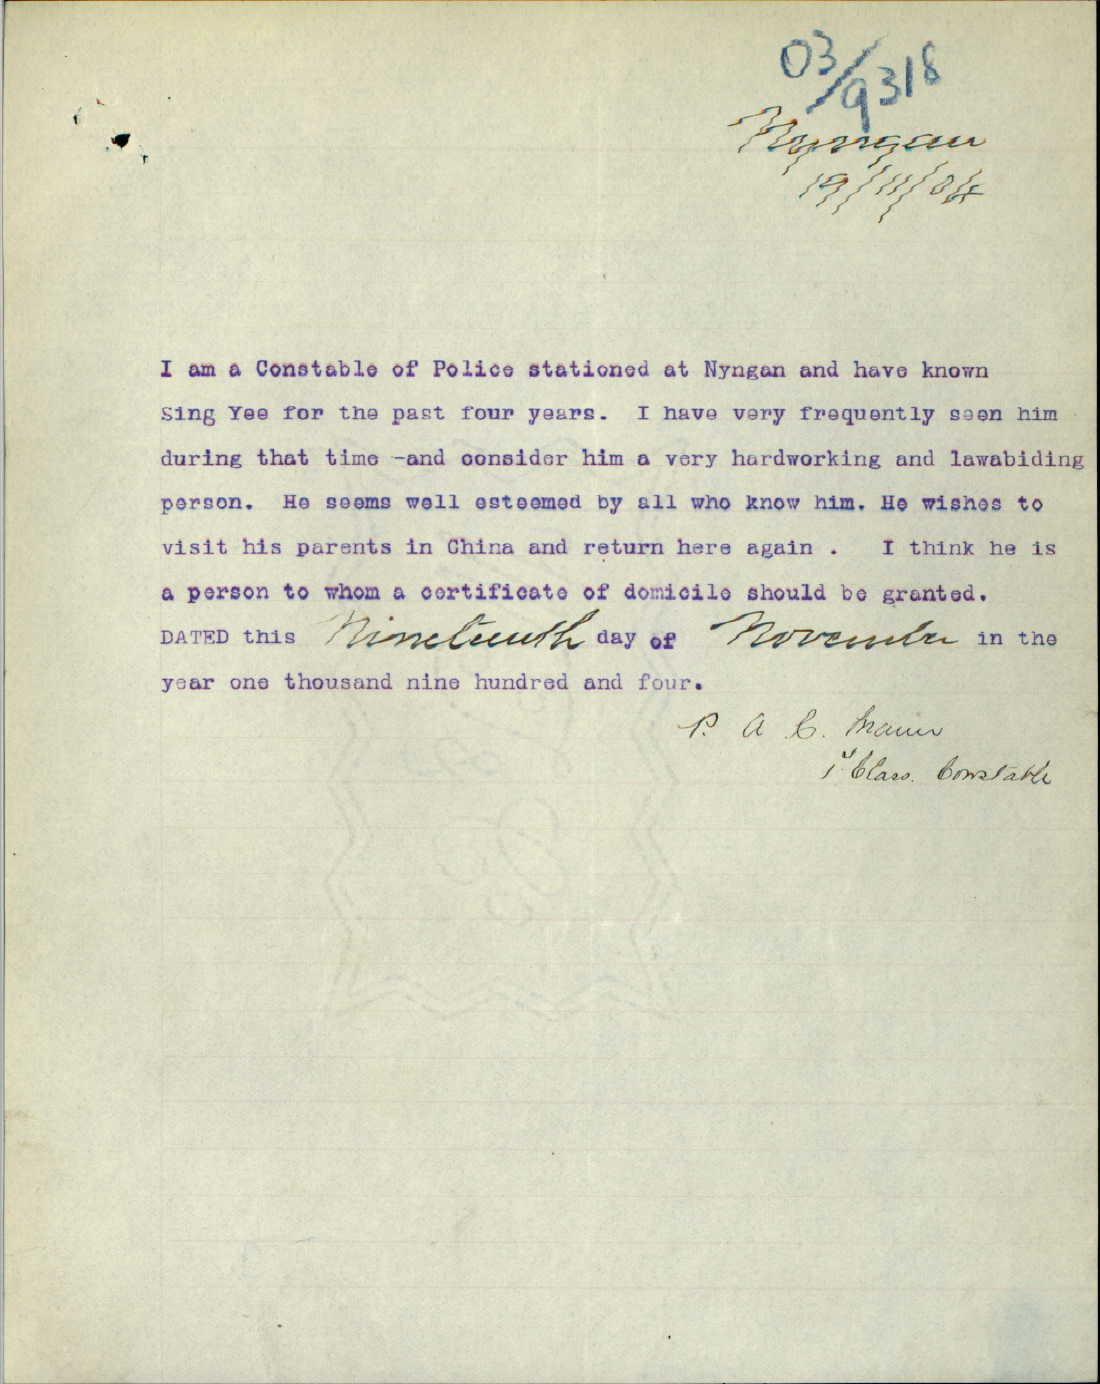 03/9318
Nyngan
19/11/04
I am a Constable of Police stationed at Nyngan and have known
Sing Yee for the past four years. I have very frequently seen him
during that time -and consider him a very hardworking and lawabiding
person. He seems well esteemed by all who know him. He wishes to
visit his parents in China and return here again . I think he is
a person to whom a certificate of domicile should be granted.
DATED this Nineteenth day of November in the
year one thousand nine hundred and four.
P. A. C.
1st Class. Constable